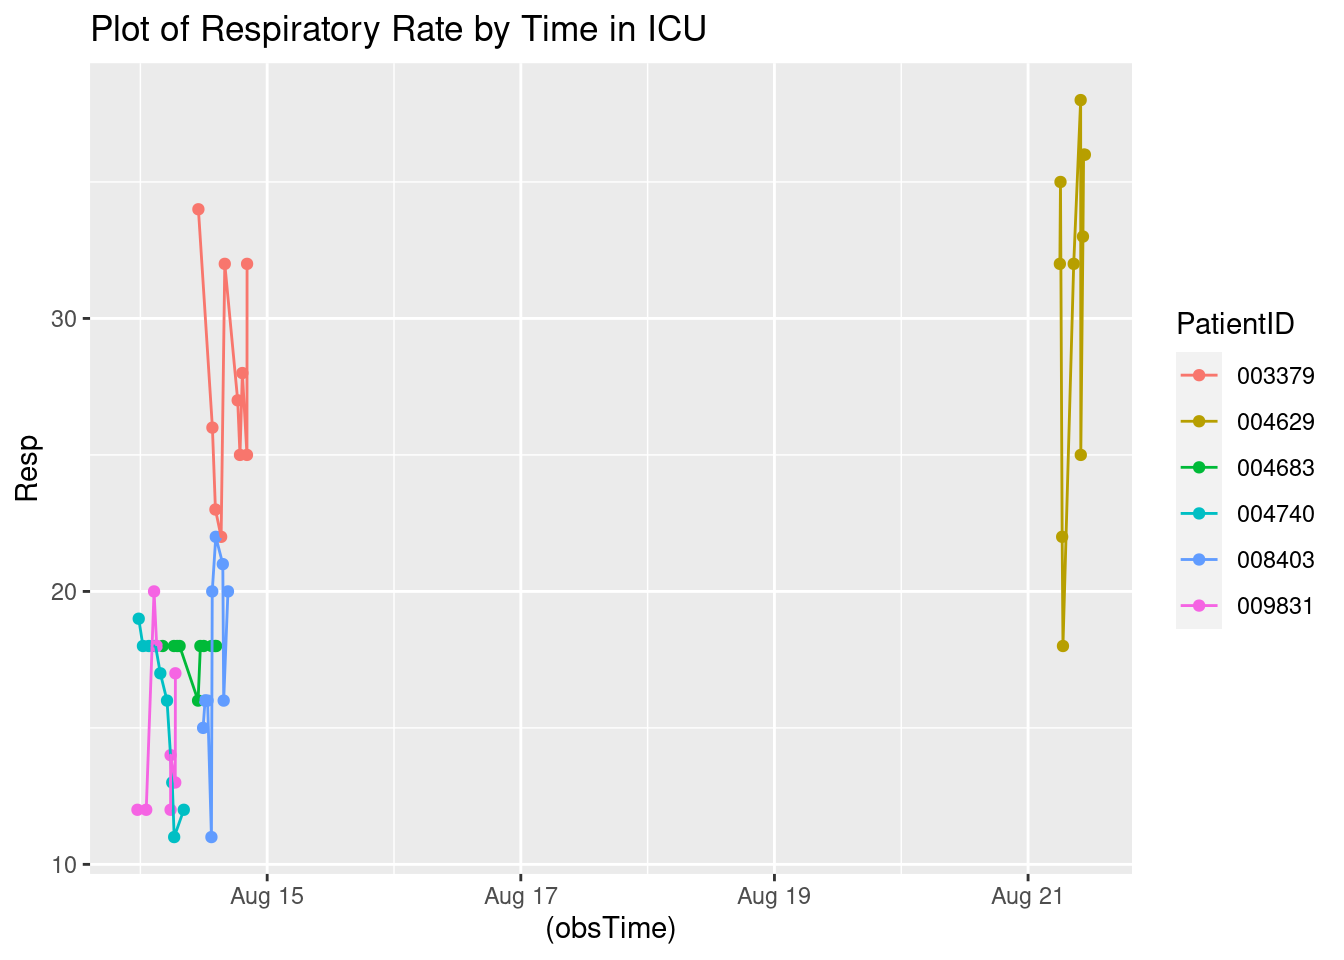 Plot of Respiratory Rate by Time in ICU
Resp
30
20
10
Aug 15
Aug 17
Aug 19
Aug 21
(obsTime)
PatientID
003379
004629
004683
004740
008403
009831